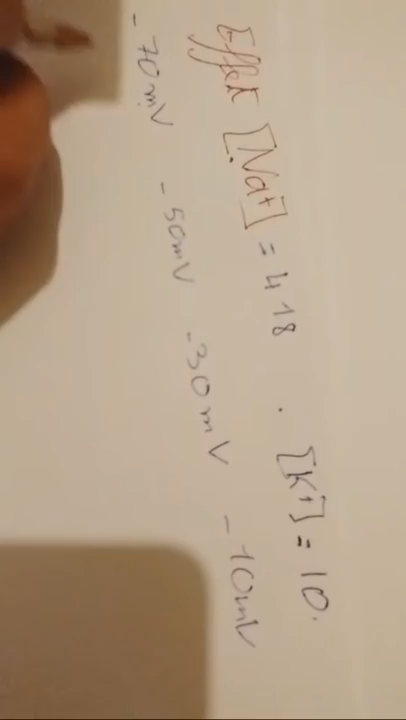 Effect [Na+] = 418 . [K+] = 10.
-70mV -50mV -30mV -10mV